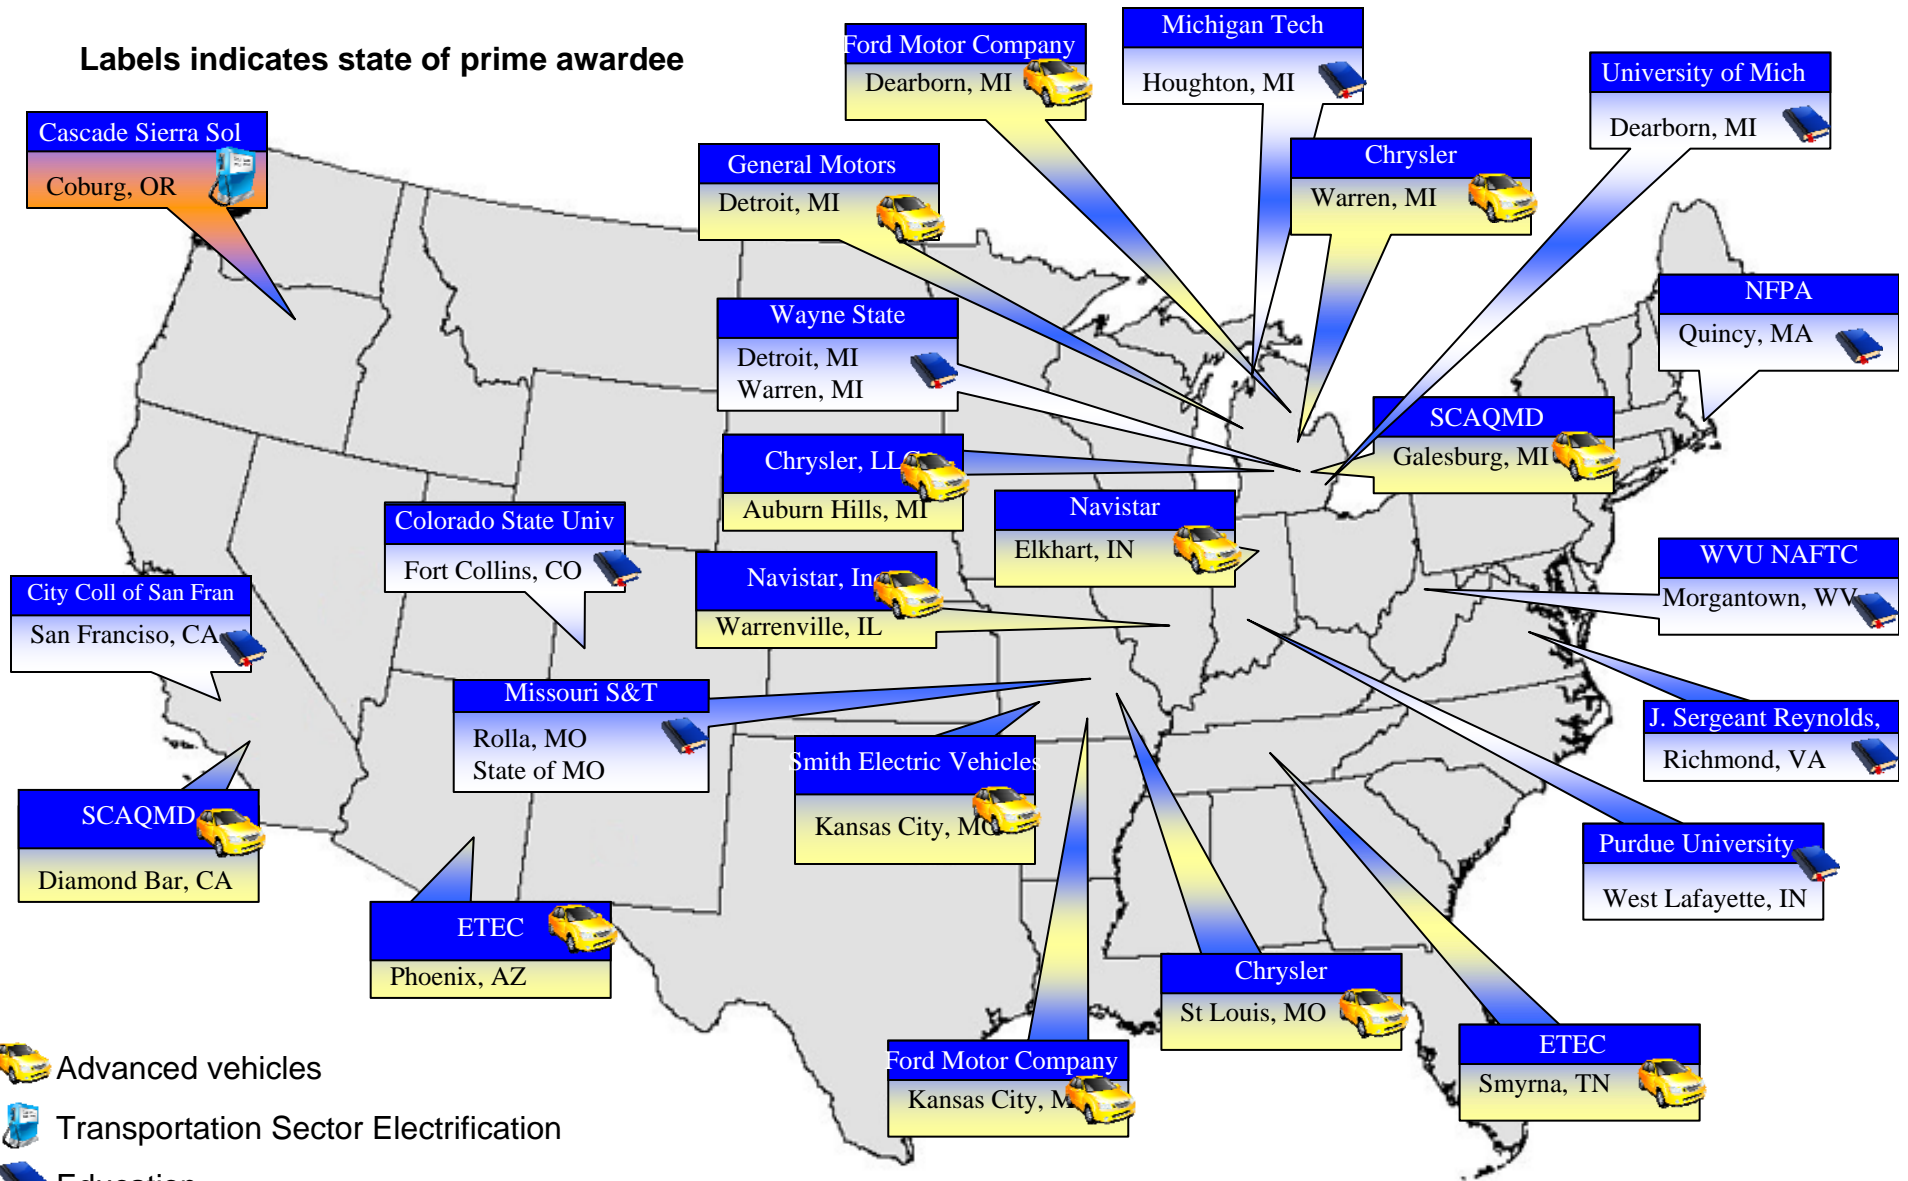 Labels indicates state of prime awardee
Ford Motor Company
Dearborn, MI
Michigan Tech
Houghton, MI
University of Mich
Dearborn, MI
Cascade Sierra Sol
Coburg, OR
General Motors
Detroit, MI
Chrysler
Warren, MI
NFPA
Quincy, MA
Wayne State
Detroit, MI
Warren, MI
SCAQMD
Galesburg, MI
Chrysler, LLC
Auburn Hills, MI
Navistar
Elkhart, IN
Colorado State Univ
Fort Collins, CO
WVU NAFTC
Morgantown, WV
Navistar, Inc
Warrenville, IL
City Coll of San Fran
San Franciso, CA
Missouri S&T
Rolla, MO
State of MO
J. Sergeant Reynolds,
Richmond, VA
Smith Electric Vehicles
Kansas City, MO
SCAQMD
Diamond Bar, CA
Purdue University
West Lafayette, IN
ETEC
Phoenix, AZ
Chrysler
St Louis, MO
Ford Motor Company
Kansas City, M
ETEC
Smyrna, TN
Advanced vehicles
Transportation Sector Electrification
Education